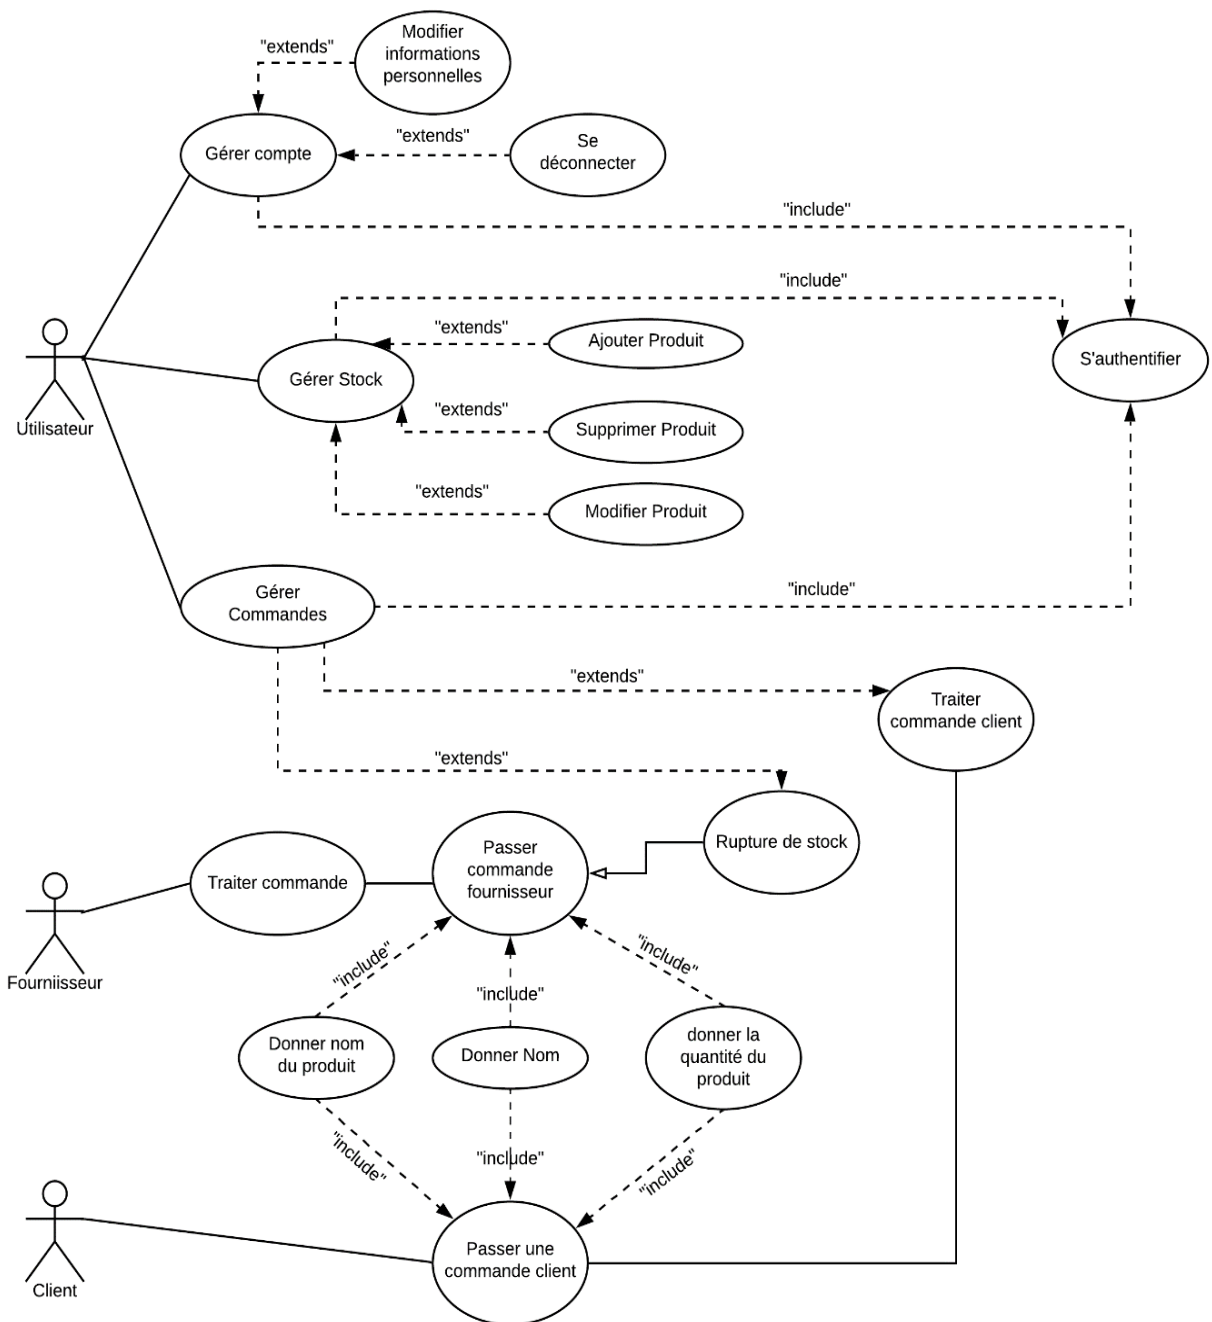 Modifier
informations
personnelles
"extends"
"extends"
Se
déconnecter
Gérer compte
"include"
"include"
"extends"
Ajouter Produit
S'authentifier
Gérer Stock
Utilisateur
"extends"
Supprimer Produit
"extends"
Modifier Produit
Gérer
Commandes
"include"
"extends"
Traiter
commande client
"extends"
Rupture de stock
Passer
commande
fournisseur
Traiter commande
Fourniisseur
"include"
"include"
"include"
Donner nom
du produit
Donner Nom
donner la
quantité du
produit
"include"
"include"
"include"
Client
Passer une
commande client